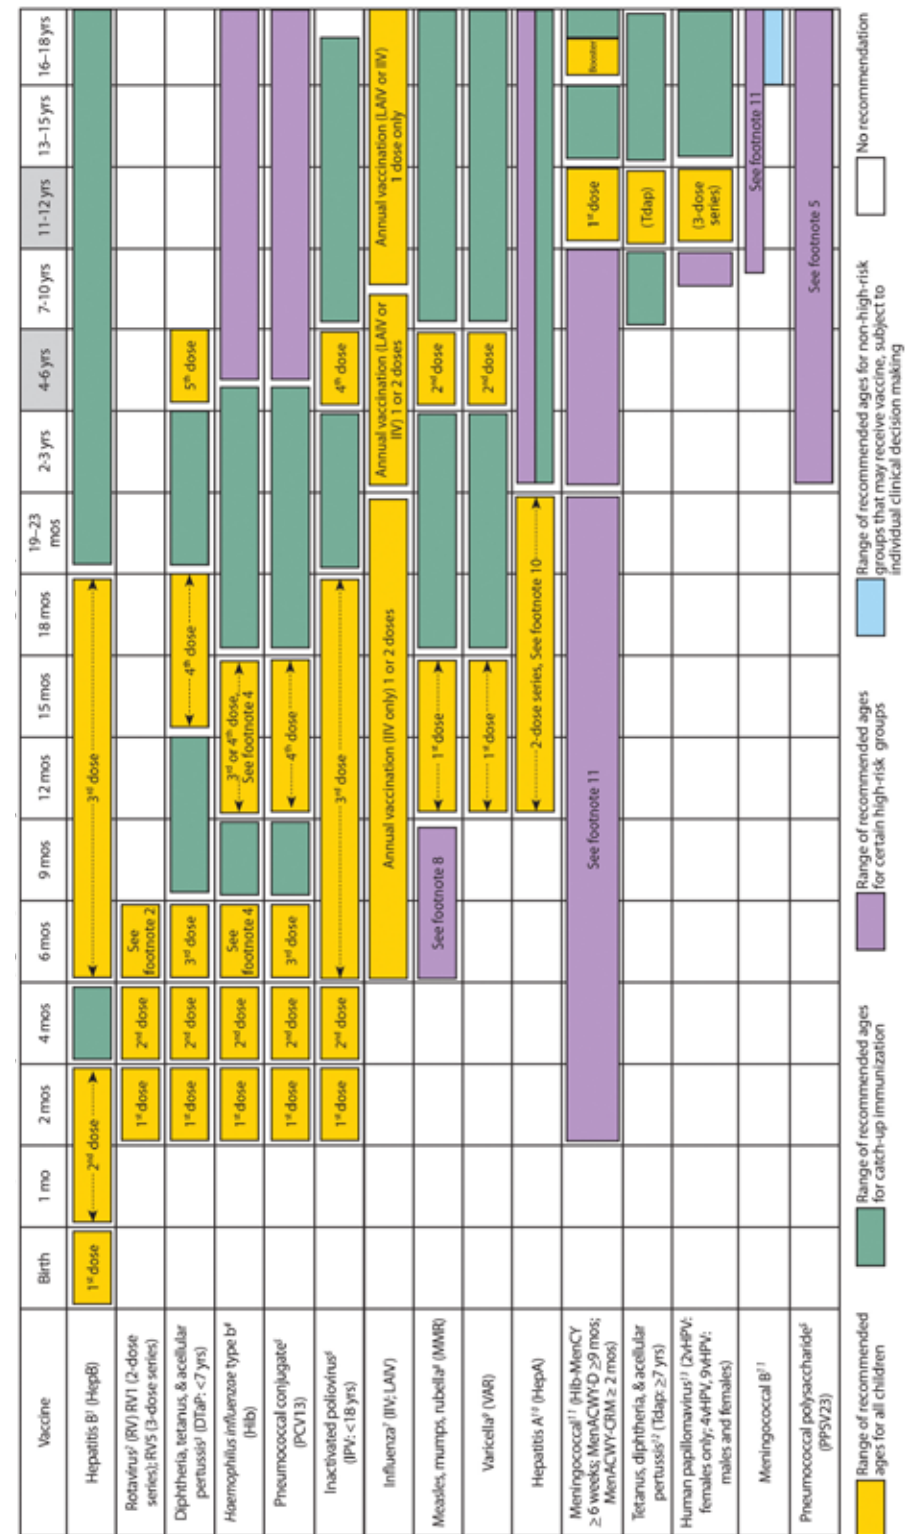 Vaccine
Birth
1 mo
2 mos
4 mos
6 mos
9 mos
12 mos
15 mos
18 mos
19–23
mos
2-3 yrs
4-6 yrs
7-10 yrs
11-12 yrs
13–15 yrs
16–18 yrs
Hepatitis B¹ (HepB)
1st dose
2nd dose
3rd dose
Rotavirus² (RV) RV1 (2-dose
series); RV5 (3-dose series)
1st dose
2nd dose
See
footnote 2
Diphtheria, tetanus, & acellular
pertussis³ (DTaP: <7 yrs)
1st dose
2nd dose
3rd dose
4th dose
5th dose
Haemophilus influenzae type b⁴
(Hib)
1st dose
2nd dose
See
footnote 4
3rd or 4th dose,
See footnote 4
Pneumococcal conjugate⁵
(PCV13)
1st dose
2nd dose
3rd dose
4th dose
Inactivated poliovirus⁶
(IPV: <18 yrs)
1st dose
2nd dose
3rd dose
4th dose
Influenza⁷ (IIV; LAIV)
Annual vaccination (IIV only) 1 or 2 doses
Annual vaccination (LAIV or
IIV) 1 or 2 doses
Annual vaccination (LAIV or IIV)
1 dose only
Measles, mumps, rubella⁸ (MMR)
See footnote 8
1st dose
2nd dose
Varicella⁹ (VAR)
1st dose
2nd dose
Hepatitis A¹⁰ (HepA)
2-dose series, See footnote 10
Meningococcal¹¹ (Hib-MenCY
≥ 6 weeks; MenACWY-D ≥9 mos;
MenACWY-CRM ≥ 2 mos)
See footnote 11
1st dose
Booster
Tetanus, diphtheria, & acellular
pertussis¹² (Tdap: ≥7 yrs)
(Tdap)
Human papillomavirus¹³ (2vHPV:
females only; 4vHPV, 9vHPV:
males and females)
(3-dose
series)
Meningococcal B¹¹
See footnote 11
Pneumococcal polysaccharide⁵
(PPSV23)
See footnote 5
Range of recommended
ages for all children
Range of recommended ages
for catch-up immunization
Range of recommended ages
for certain high-risk groups
Range of recommended ages for non-high-risk
groups that may receive vaccine, subject to
individual clinical decision making
No recommendation